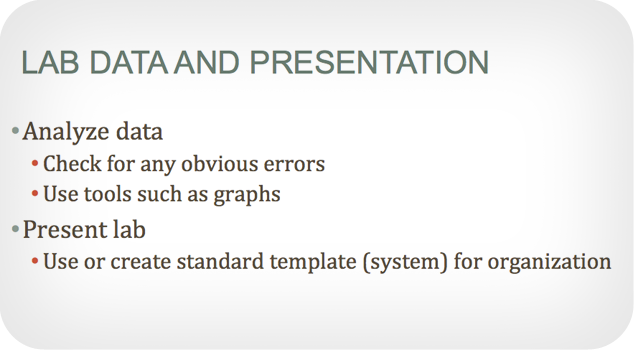 LAB DATA AND PRESENTATION
•Analyze data
•Check for any obvious errors
•Use tools such as graphs
•Present lab
•Use or create standard template (system) for organization